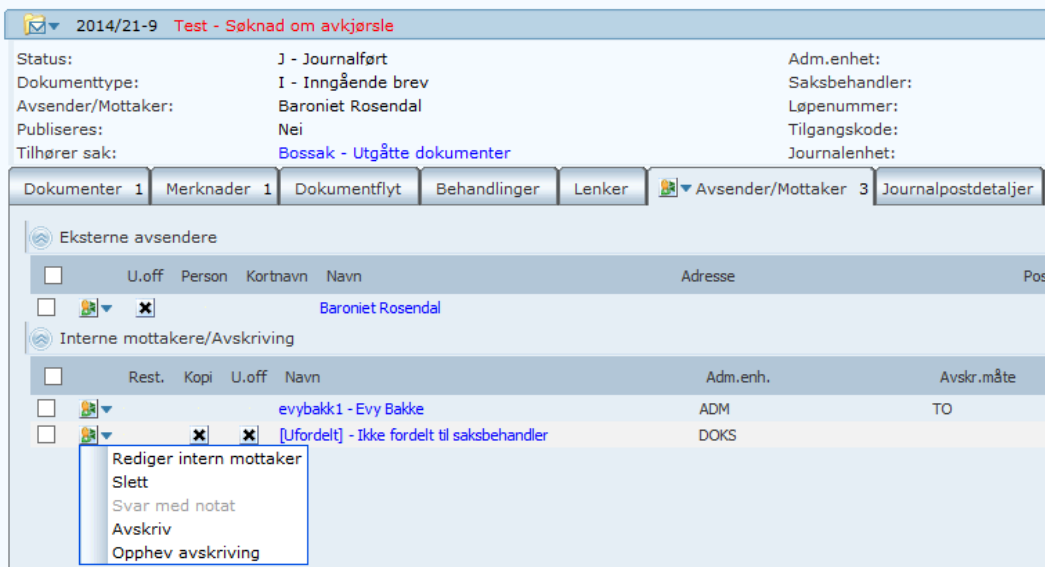 2014/21-9 Test - Søknad om avkjørsle
Status: J - Journalført Adm.enhet:
Dokumenttype: I - Inngående brev Saksbehandler:
Avsender/Mottaker: Baroniet Rosendal Løpenummer:
Publiseres: Nei Tilgangskode:
Tilhører sak: Bossak - Utgåtte dokumenter Journalenhet:
Dokumenter 1 Merknader 1 Dokumentflyt Behandlinger Lenker Avsender/Mottaker 3 Journalpostdetaljer
Eksterne avsendere
U.off Person Kortnavn Navn Adresse Pos
Baroniet Rosendal
Interne mottakere/Avskriving
Rest. Kopi U.off Navn Adm.enh. Avskr.måte
evybakk1 - Evy Bakke ADM TO
[Ufordelt] - Ikke fordelt til saksbehandler DOKS
Rediger intern mottaker
Slett
Svar med notat
Avskriv
Opphev avskriving